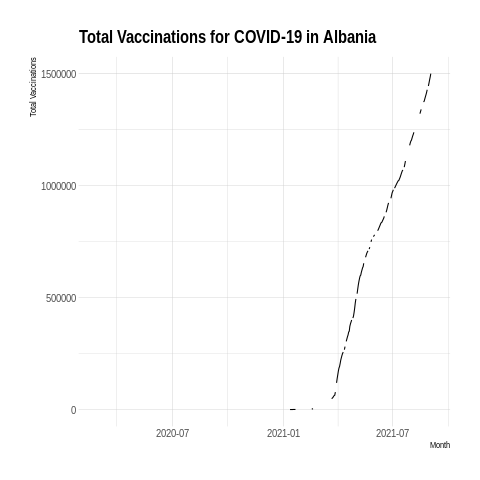 Total Vaccinations for COVID-19 in Albania
Total Vaccinations
1500000
1000000
500000
0
2020-07 2021-01 2021-07
Month